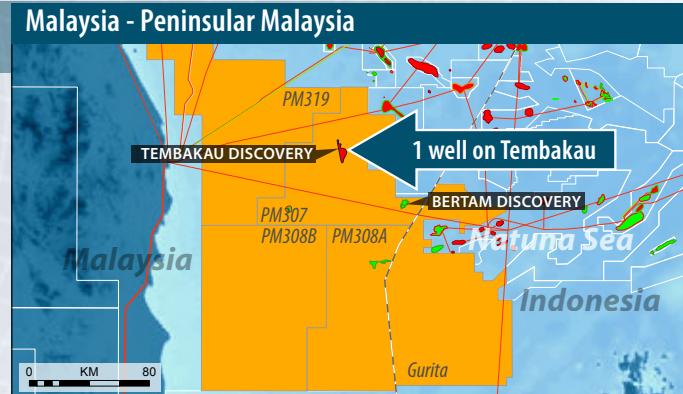 Malaysia - Peninsular Malaysia
PM319
TEMBAKAU DISCOVERY
1 well on Tembakau
BERTAM DISCOVERY
PM307
PM308B PM308A
Natuna Sea
Malaysia
Indonesia
Gurita
0 KM 80